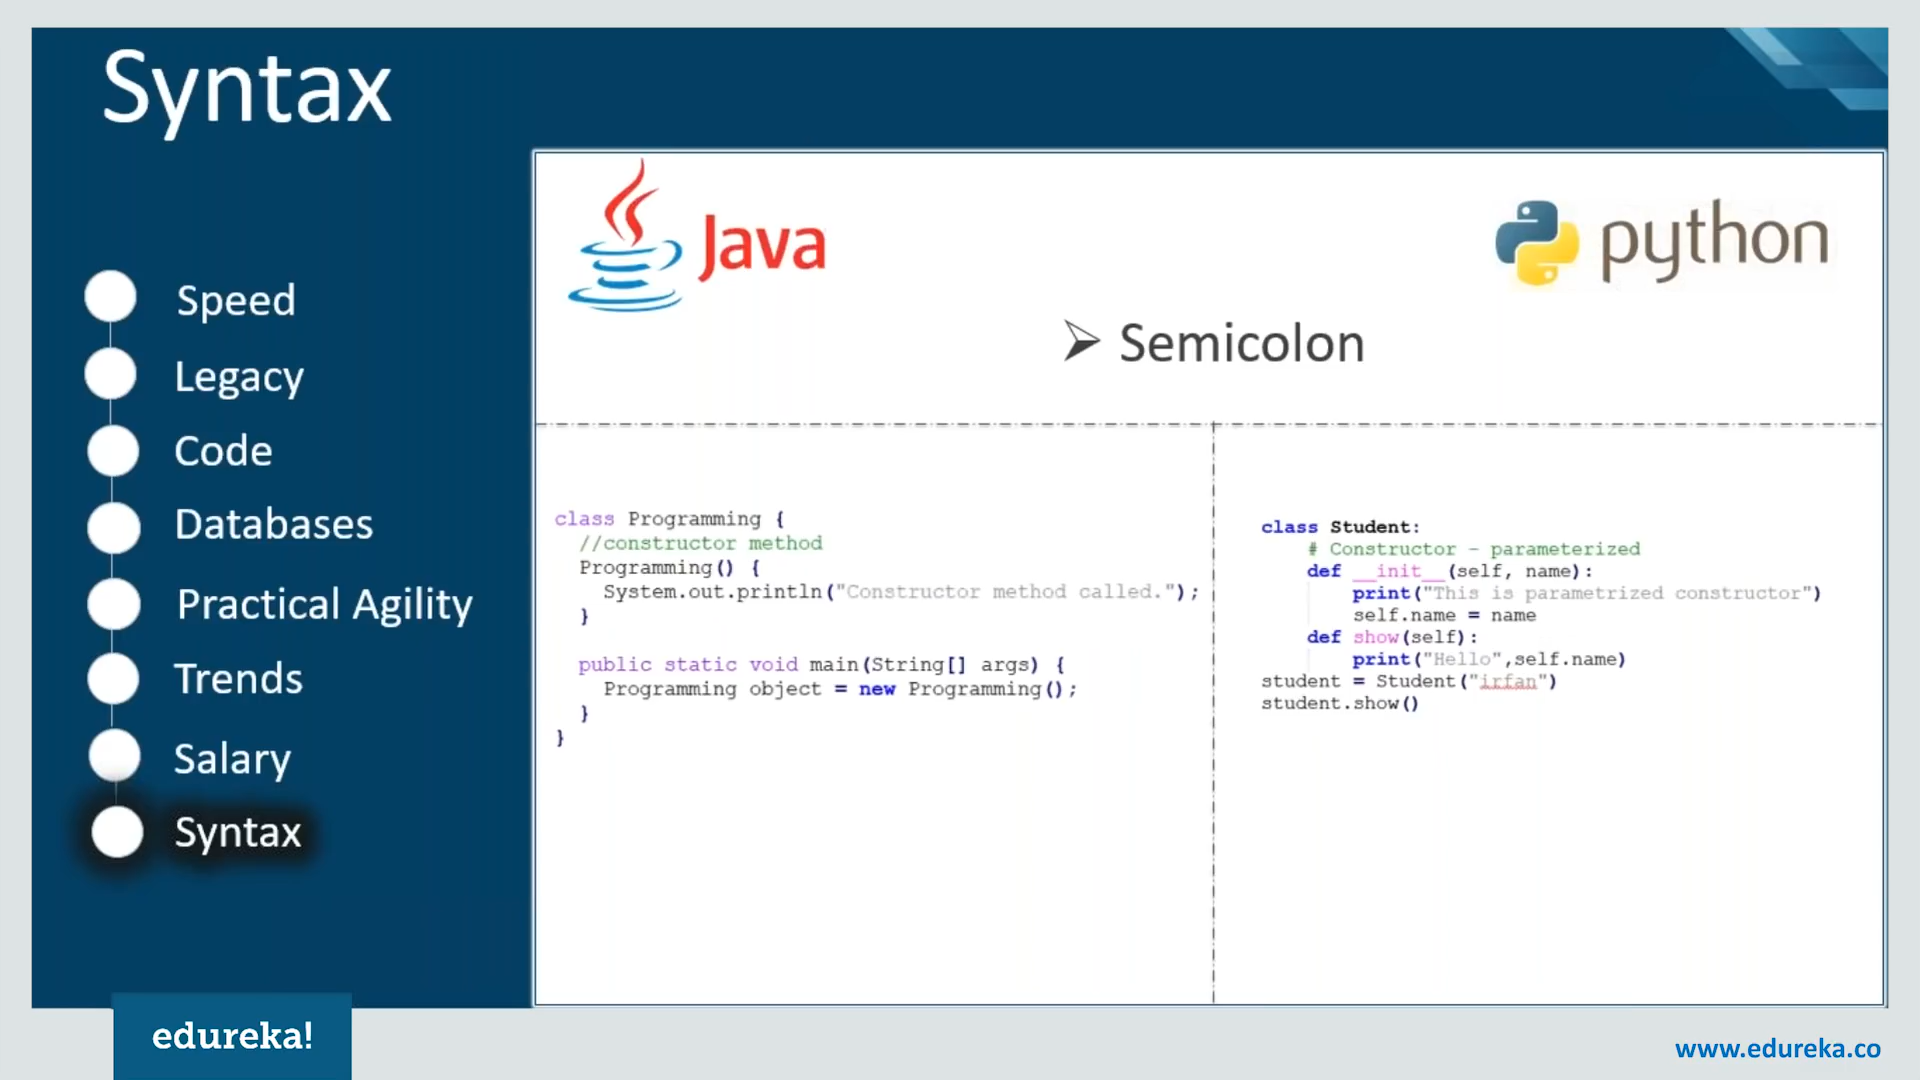 Syntax
Speed
Legacy
Code
Databases
Practical Agility
Trends
Salary
Syntax
Java
python
Semicolon
class Programming {
//constructor method
Programming() {
System.out.println("Constructor method called.");
}
public static void main(String[] args) {
Programming object = new Programming();
}
}
class Student:
# Constructor - parameterized
def __init__(self, name):
print("This is parametrized constructor")
self.name = name
def show(self):
print("Hello",self.name)
student = Student("irfan")
student.show()
edureka!
www.edureka.co